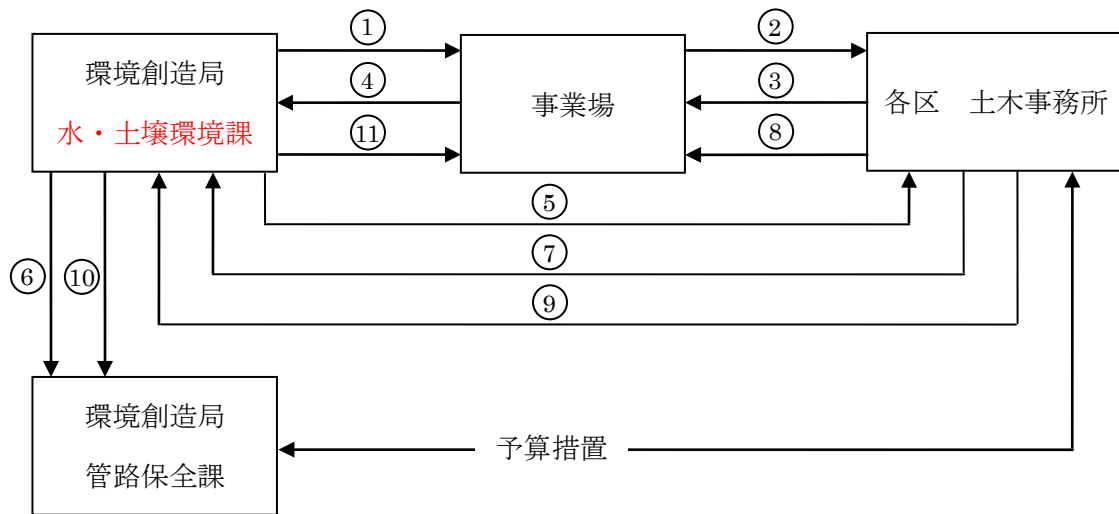 ①
②
環境創造局
水・土壌環境課
④
事業場
③
各区 土木事務所
⑪
⑧
⑤
⑦
⑥
⑩
⑨
環境創造局
管路保全課
予算措置